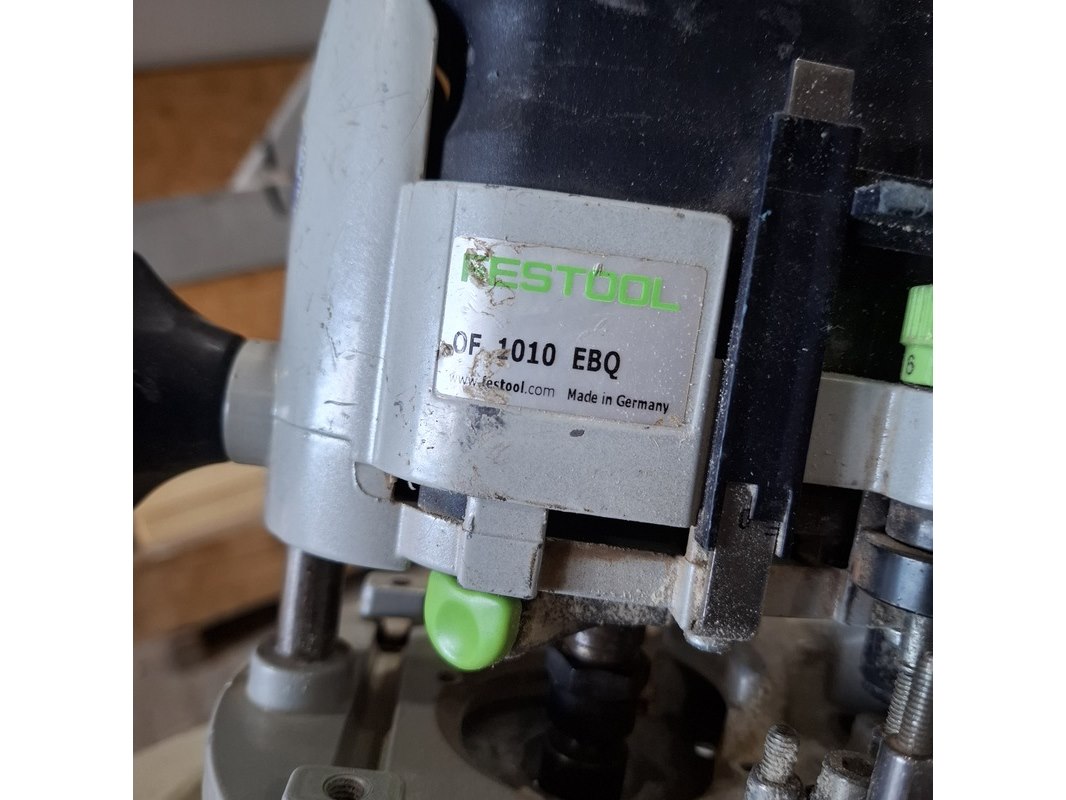 FESTOOL
OF 1010 EBQ
www.festool.com Made in Germany
6